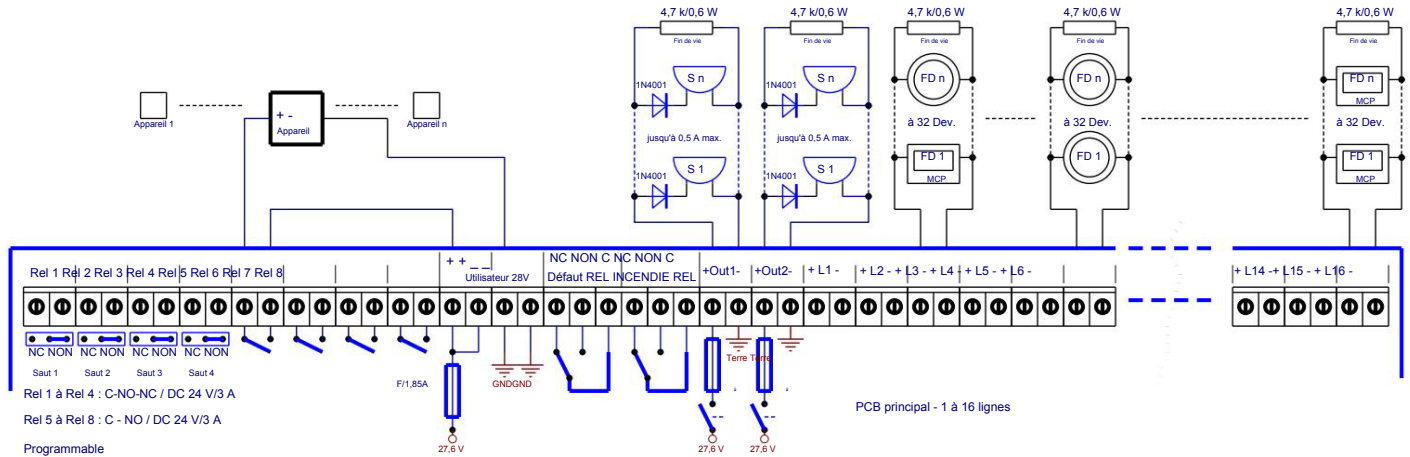 4,7 k/0,6 W 4,7 k/0,6 W 4,7 k/0,6 W 4,7 k/0,6 W 4,7 k/0,6 W
Fin de vie Fin de vie Fin de vie Fin de vie Fin de vie
S n S n FD n FD n FD n
1N4001 1N4001
MCP
Appareil 1 + - Appareil n
Appareil
à 32 Dev. à 32 Dev. à 32 Dev.
jusqu'à 0,5 A max. jusqu'à 0,5 A max.
S 1 S 1 FD 1 FD 1 FD 1
1N4001 1N4001
MCP MCP
+ + _ _ NC NON C NC NON C
Rel 1 Rel 2 Rel 3 Rel 4 Rel 5 Rel 6 Rel 7 Rel 8 Utilisateur 28V Défaut REL INCENDIE REL +Out1- +Out2- + L1 - + L2 - + L3 - + L4 - + L5 - + L6 - + L14 -+ L15 - + L16 -
NC NON NC NON NC NON NC NON
Saut 1 Saut 2 Saut 3 Saut 4
Terre Terre
F/1,85A GNDGND
Rel 1 à Rel 4 : C-NO-NC / DC 24 V/3 A
PCB principal - 1 à 16 lignes
Rel 5 à Rel 8 : C - NO / DC 24 V/3 A
Programmable
27,6 V 27,6 V 27,6 V